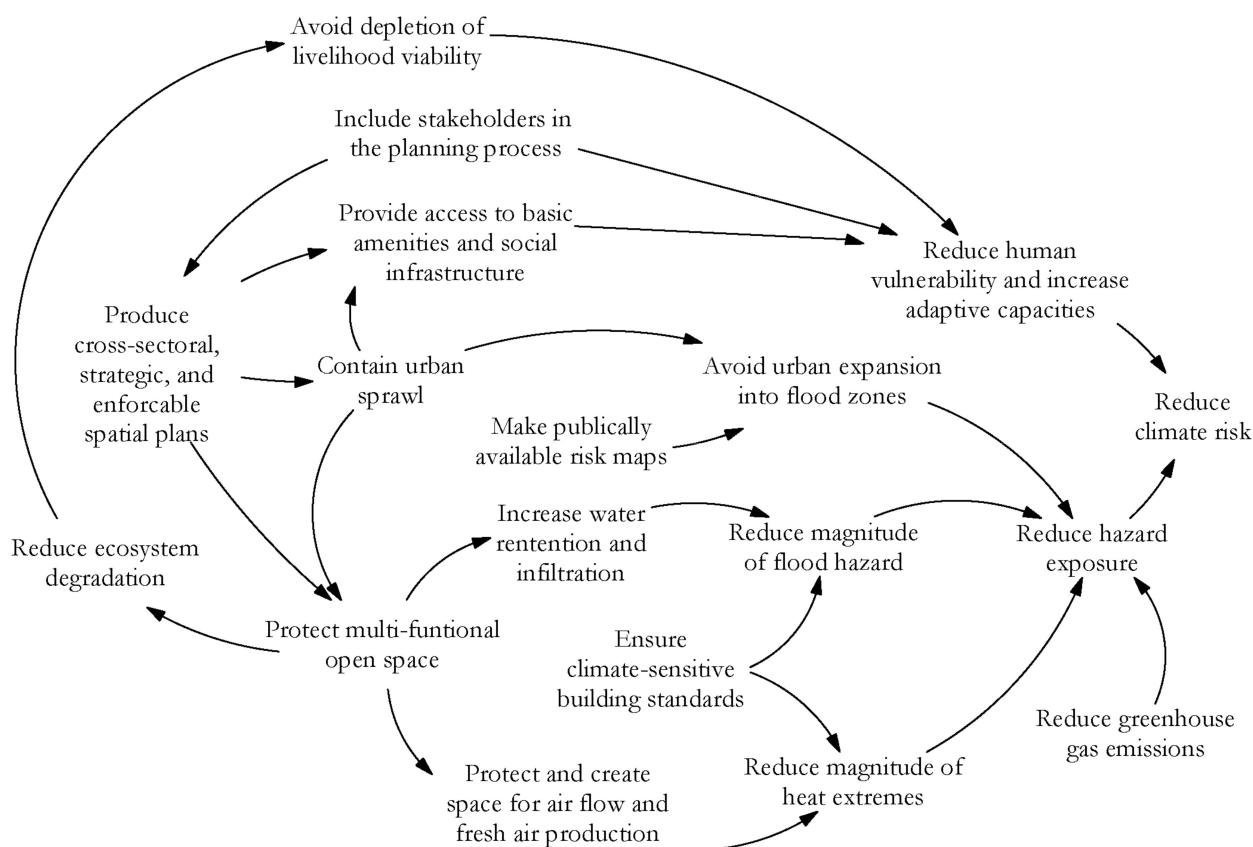 Avoid depletion of
livelihood viability
Include stakeholders in
the planning process
Provide access to basic
amenities and social
infrastructure
Reduce human
vulnerability and increase
adaptive capacities
Produce
cross-sectoral,
strategic, and
enforcable
spatial plans
Contain urban
sprawl
Avoid urban expansion
into flood zones
Reduce
climate risk
Make publically
available risk maps
Increase water
rentention and
infiltration
Reduce magnitude
of flood hazard
Reduce hazard
exposure
Reduce ecosystem
degradation
Protect multi-funtional
open space
Ensure
climate-sensitive
building standards
Reduce greenhouse
gas emissions
Protect and create
space for air flow and
fresh air production
Reduce magnitude of
heat extremes